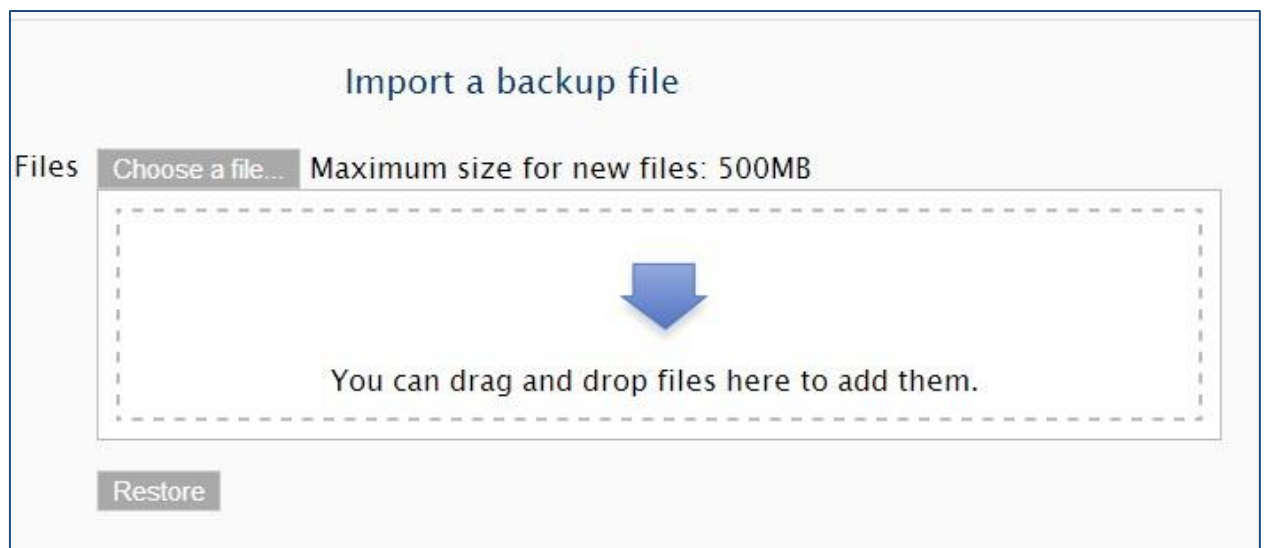 Import a backup file
Files Choose a file... Maximum size for new files: 500MB
You can drag and drop files here to add them.
Restore